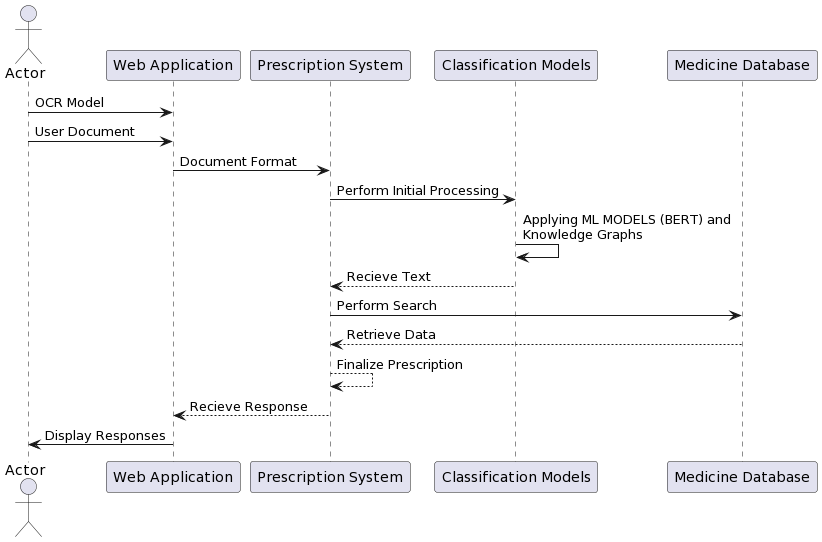 Actor
Web Application
Prescription System
Classification Models
Medicine Database
OCR Model
User Document
Document Format
Perform Initial Processing
Applying ML MODELS (BERT) and
Knowledge Graphs
Recieve Text
Perform Search
Retrieve Data
Finalize Prescription
Recieve Response
Display Responses
Actor
Web Application
Prescription System
Classification Models
Medicine Database